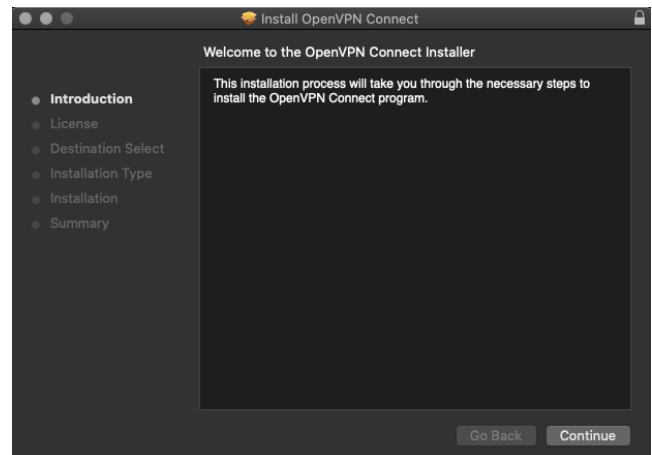 Install OpenVPN Connect
Welcome to the OpenVPN Connect Installer
Introduction
License
Destination Select
Installation Type
Installation
Summary
This installation process will take you through the necessary steps to
install the OpenVPN Connect program.
Go Back
Continue